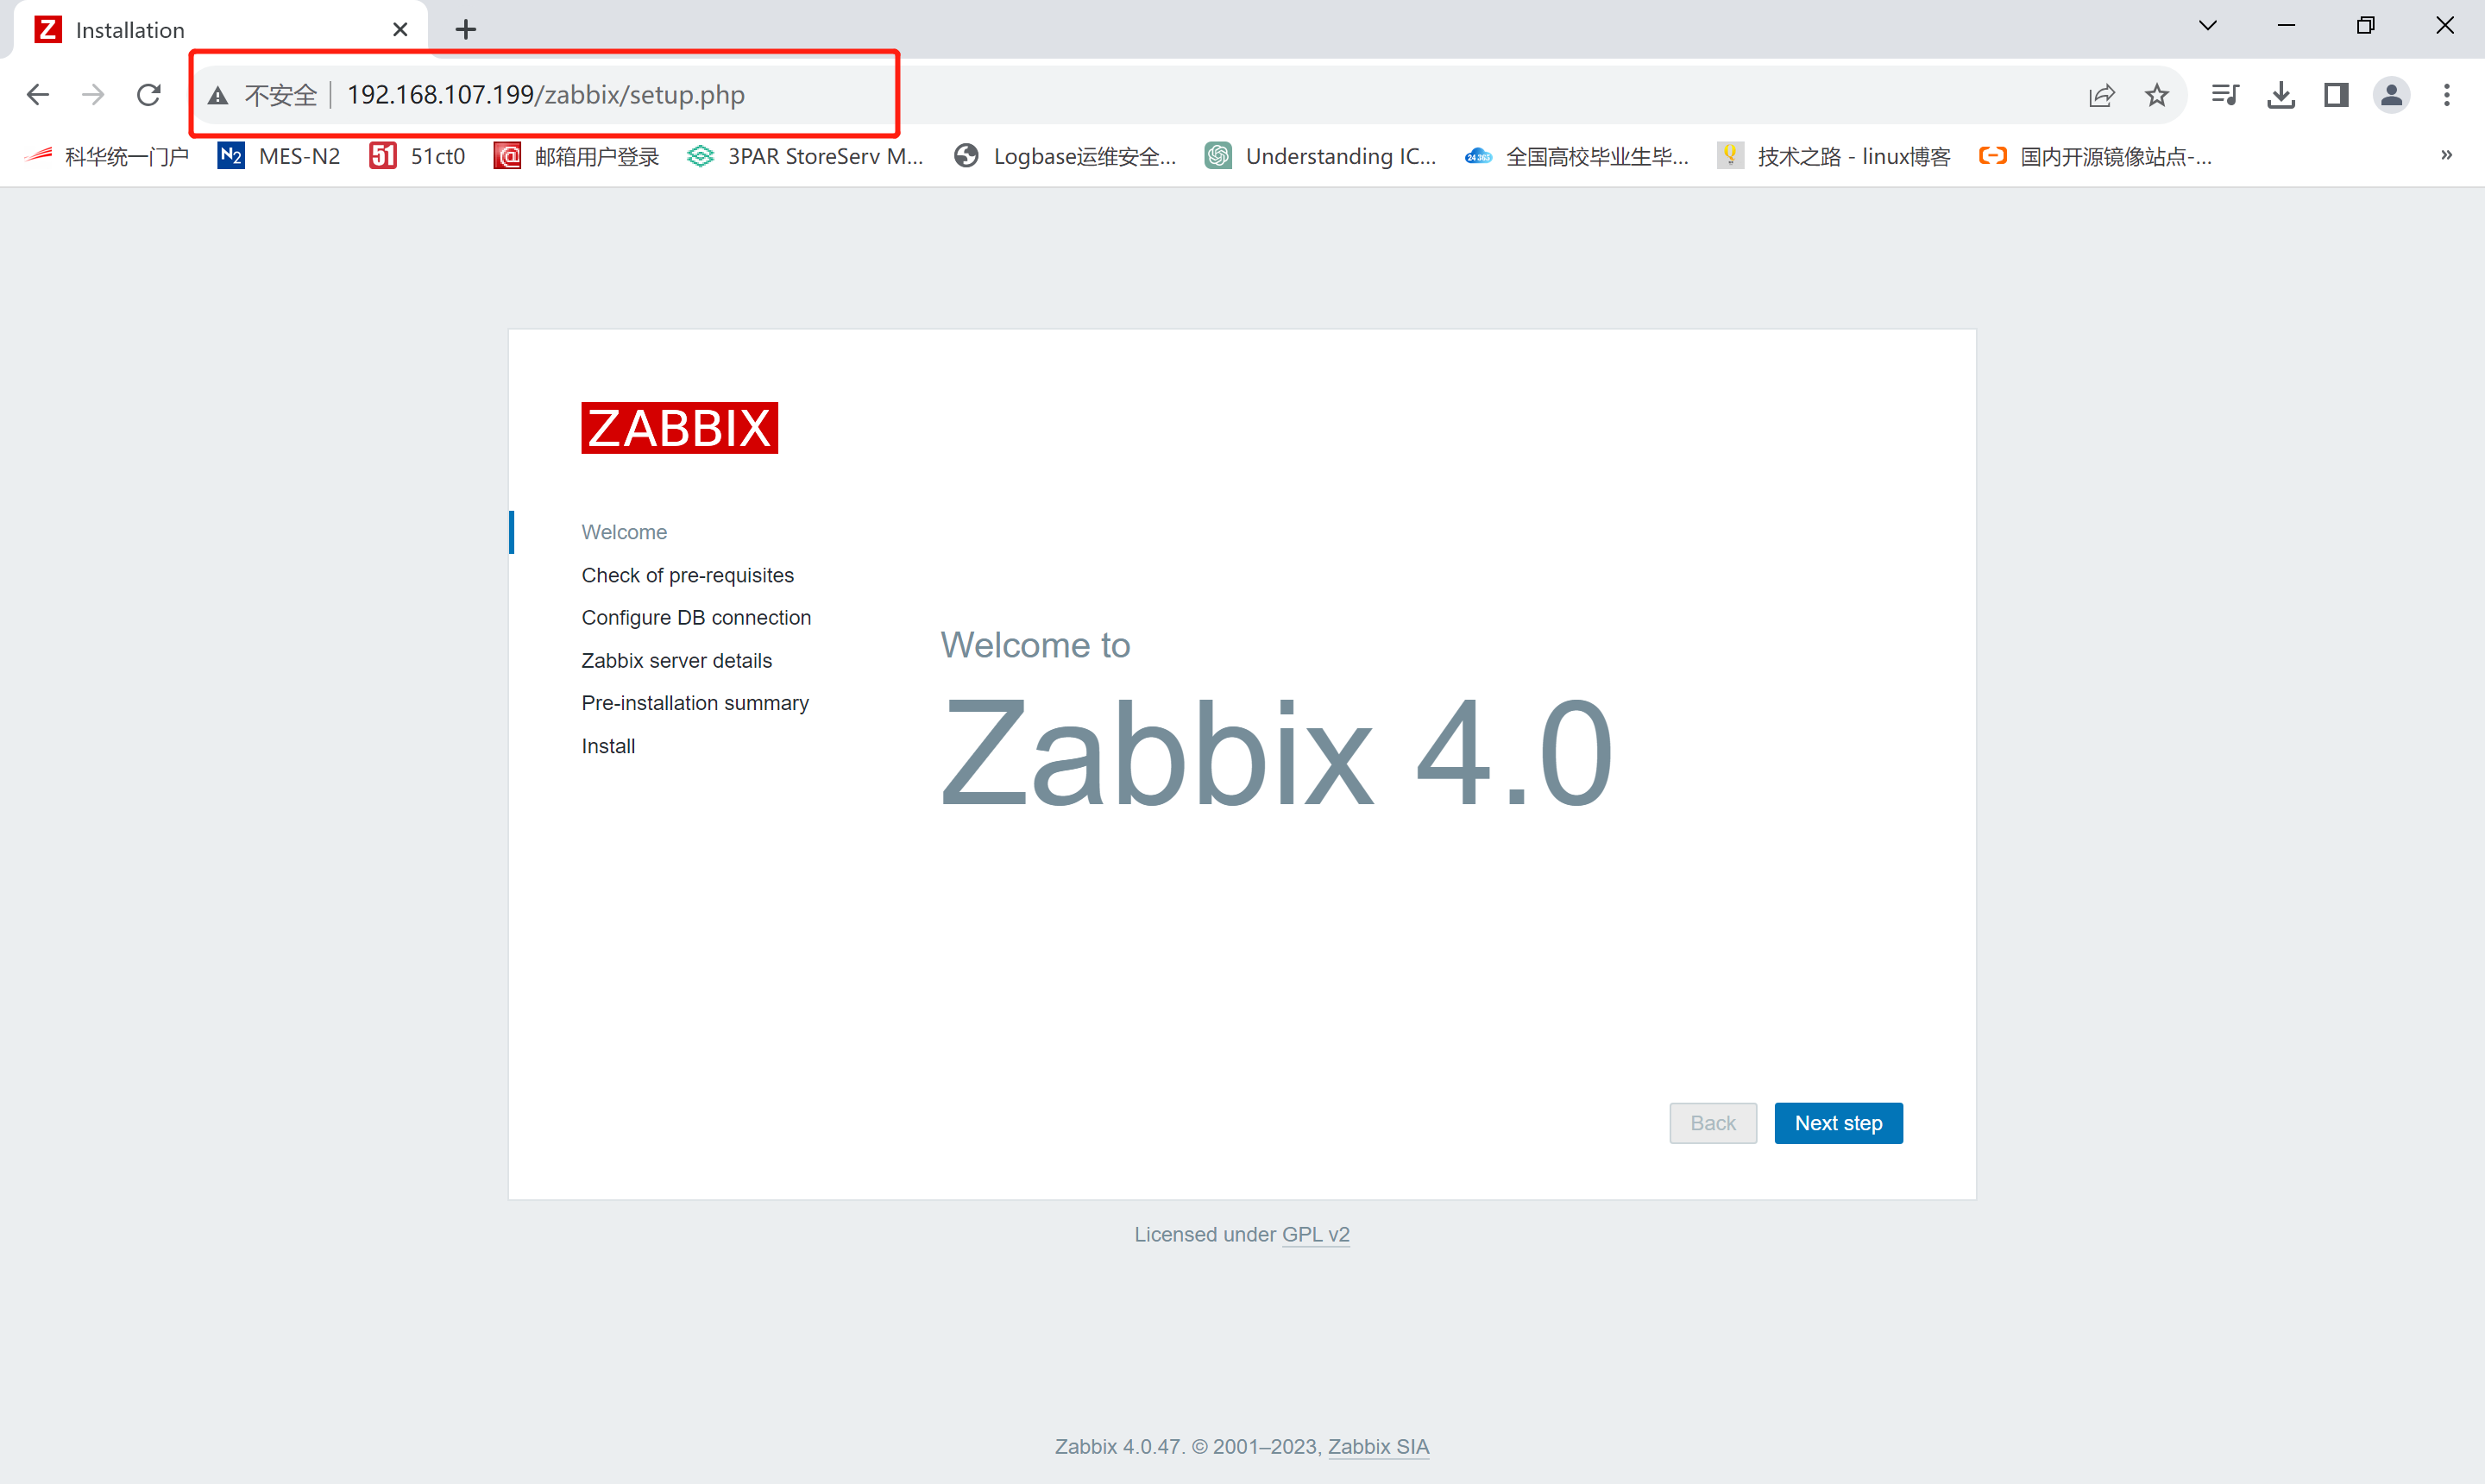 Z Installation
不安全 192.168.107.199/zabbix/setup.php
科华统一门户 N2 MES-N2 51 51ct0 @ 邮箱用户登录 3PAR StoreServ M... Logbase运维安全... Understanding IC... 24 365 全国高校毕业生毕... 技术之路 - linux博客 国内开源镜像站点-... »
ZABBIX
Welcome
Check of pre-requisites
Configure DB connection
Zabbix server details
Pre-installation summary
Install
Welcome to
Zabbix 4.0
Back Next step
Licensed under GPL v2
Zabbix 4.0.47. © 2001–2023, Zabbix SIA